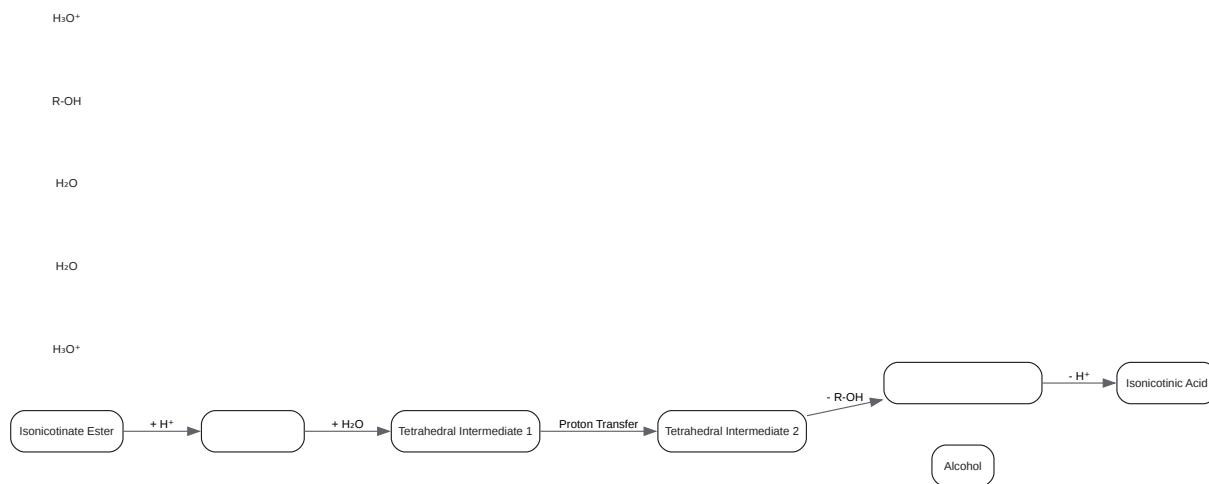 H₃O⁺
R-OH
H₂O
H₂O
H₃O⁺
- H⁺
Isonicotinic Acid
- R-OH
Isonicotinate Ester
+ H⁺
+ H₂O
Tetrahedral Intermediate 1
Proton Transfer
Tetrahedral Intermediate 2
Alcohol